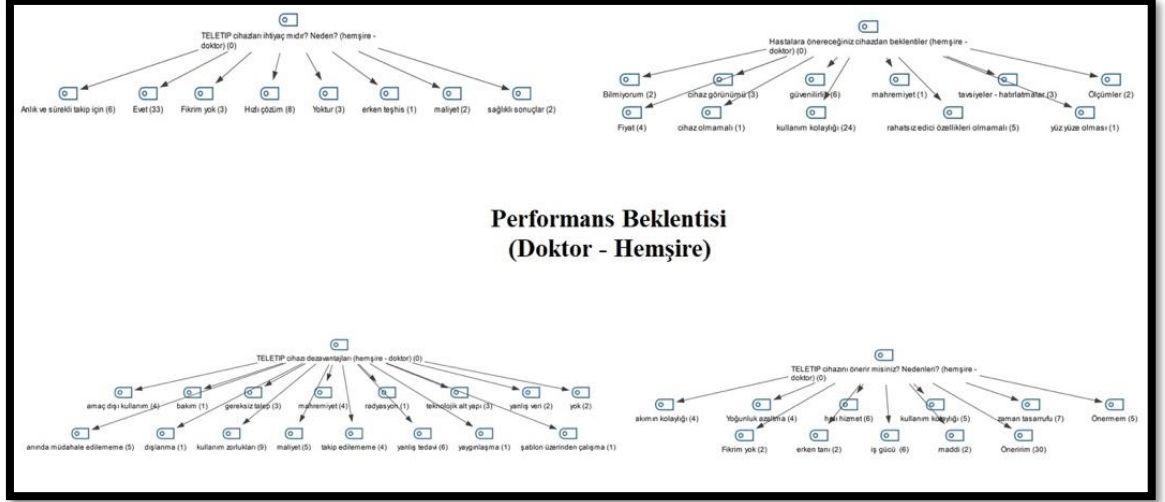 TELETIP cihazları ihtiyaç mıdır? Neden? (hemşire -
doktor) (0)
Anlık ve sürekli takip için (6) Evet (33) Fikrim yok (3) Hızlı çözüm (8) Yoktur (3) erken teşhis (1) maliyet (2) sağlıklı sonuçlar (2)
Hastalara önereceğiniz cihazdan beklentiler (hemşire -
doktor) (0)
Bilmiyorum (2) cihaz görünümü (3) güvenilirliği (6) mahremiyet (1) tavsiyeler - hatırlatmalar (3) Ölçümler (2)
Fiyat (4) cihaz olmamalı (1) kullanım kolaylığı (24) rahatsız edici özellikleri olmamalı (5) yüz yüze olması (1)
Performans Beklentisi
(Doktor - Hemşire)
TELETIP cihazı dezavantajları (hemşire - doktor) (0)
amaç dışı kullanım (4) bakım (1) gereksiz talep (3) mahremiyet (4) radyasyon (1) teknolojik alt yapı (3) yanlış veri (2) yok (2)
anında müdahale edilememe (5) dışlanma (1) kullanım zorlukları (9) maliyet (5) takip edilememe (4) yanlış tedavi (6) yaygınlaşma (1) şablon üzerinden çalışma (1)
TELETIP cihazını önerir misiniz? Nedenleri? (hemşire -
doktor) (0)
akımın kolaylığı (4) Yoğunluk azaltma (4) hızlı hizmet (6) kullanım kolaylığı (5) zaman tasarrufu (7) Önermem (5)
Fikrim yok (2) erken tanı (2) iş gücü (6) maddi (2) Öneririm (30)